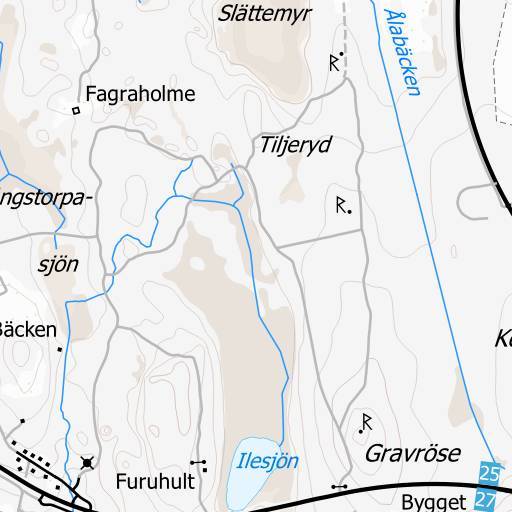 Slättemyr
Ålabäcken
Fagraholme
Tiljeryd
ngstorpa-
sjön
Bäcken
Ilesjön
Gravröse
Furuhult
25
Bygget
27